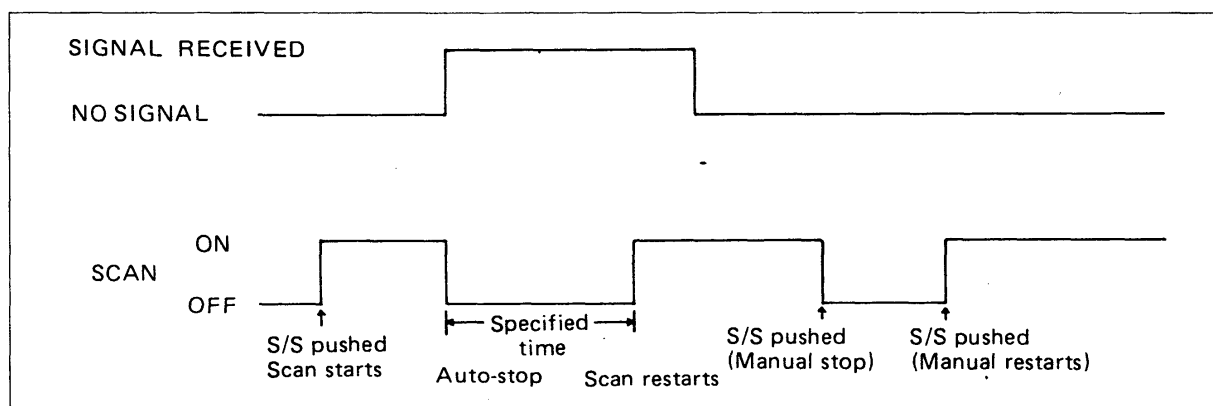 SIGNAL RECEIVED
NO SIGNAL
ON
SCAN
OFF
S/S pushed
Scan starts
Specified
time
Auto-stop
Scan restarts
S/S pushed
(Manual stop)
S/S pushed
(Manual restarts)